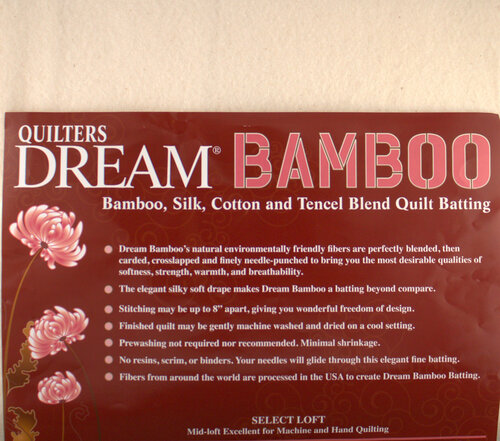 QUILTERS
DREAM® BAMBOO
Bamboo, Silk, Cotton and Tencel Blend Quilt Batting
Dream Bamboo's natural environmentally friendly fibers are perfectly blended, then
carded, crosslapped and finely needle-punched to bring you the most desirable qualities of
softness, strength, warmth, and breathability.
The elegant silky soft drape makes Dream Bamboo a batting beyond compare.
Stitching may be up to 8" apart, giving you wonderful freedom of design.
Finished quilt may be gently machine washed and dried on a cool setting.
Prewashing not required nor recommended. Minimal shrinkage.
No resins, scrim, or binders. Your needles will glide through this elegant fine batting.
Fibers from around the world are processed in the USA to create Dream Bamboo Batting.
SELECT LOFT
Mid-loft Excellent for Machine and Hand Quilting